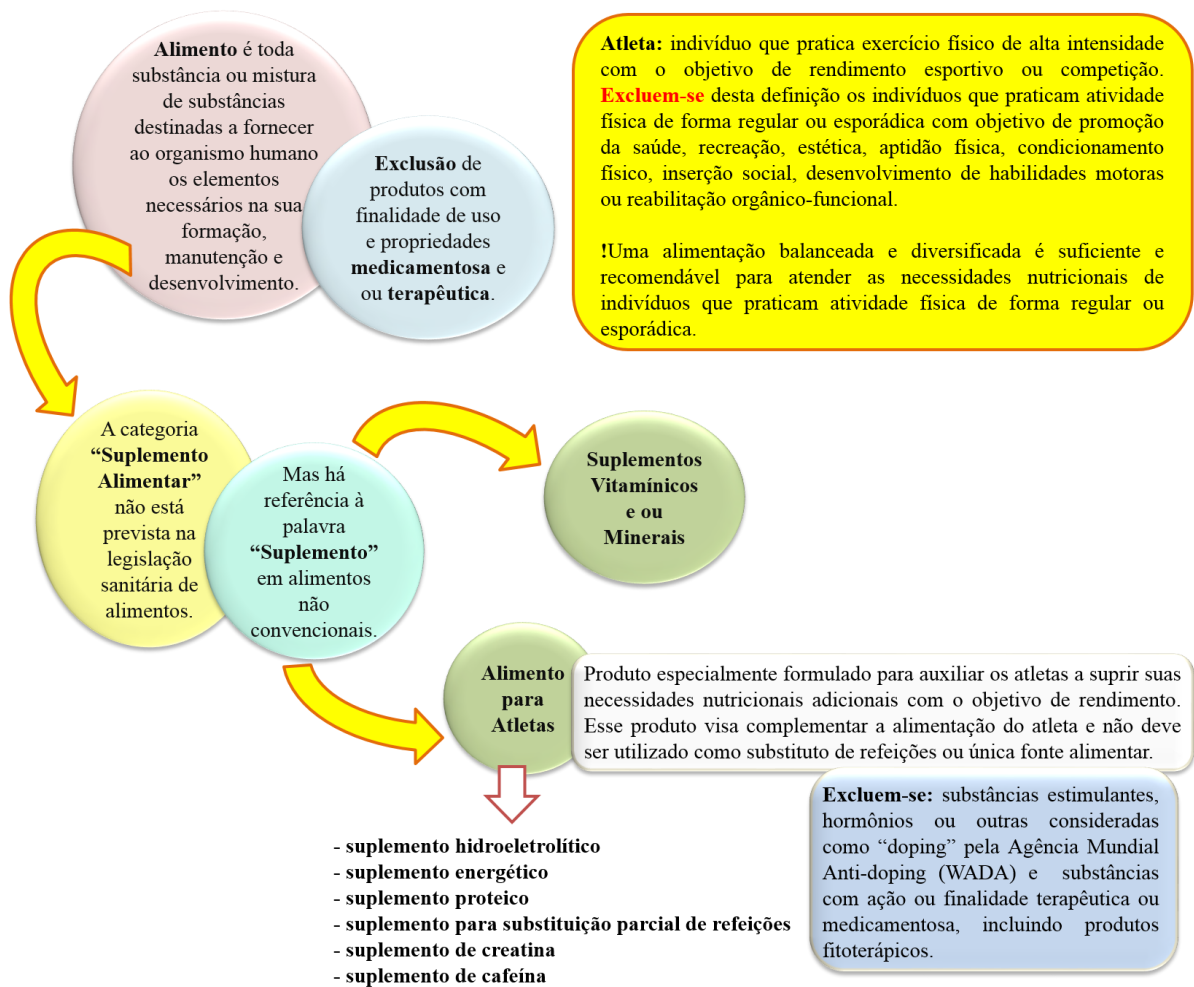 Alimento é toda
substância ou mistura
de substâncias
destinadas a fornecer
ao organismo humano
os elementos
necessários na sua
formação,
manutenção e
desenvolvimento.
Exclusão de
produtos com
finalidade de uso
e propriedades
medicamentosa e
ou terapêutica.
Atleta: indivíduo que pratica exercício físico de alta intensidade
com o objetivo de rendimento esportivo ou competição.
Excluem-se desta definição os indivíduos que praticam atividade
física de forma regular ou esporádica com objetivo de promoção
da saúde, recreação, estética, aptidão física, condicionamento
físico, inserção social, desenvolvimento de habilidades motoras
ou reabilitação orgânico-funcional.
!Uma alimentação balanceada e diversificada é suficiente e
recomendável para atender as necessidades nutricionais de
indivíduos que praticam atividade física de forma regular ou
esporádica.
A categoria
“Suplemento
Alimentar”
não está
prevista na
legislação
sanitária de
alimentos.
Mas há
referência à
palavra
“Suplemento”
em alimentos
não
convencionais.
Suplementos
Vitamínicos
e ou
Minerais
Alimento
para
Atletas
Produto especialmente formulado para auxiliar os atletas a suprir suas
necessidades nutricionais adicionais com o objetivo de rendimento.
Esse produto visa complementar a alimentação do atleta e não deve
ser utilizado como substituto de refeições ou única fonte alimentar.
Excluem-se: substâncias estimulantes,
hormônios ou outras consideradas
como “doping” pela Agência Mundial
Anti-doping (WADA) e substâncias
com ação ou finalidade terapêutica ou
medicamentosa, incluindo produtos
fitoterápicos.
- suplemento hidroeletrolítico
- suplemento energético
- suplemento proteico
- suplemento para substituição parcial de refeições
- suplemento de creatina
- suplemento de cafeína